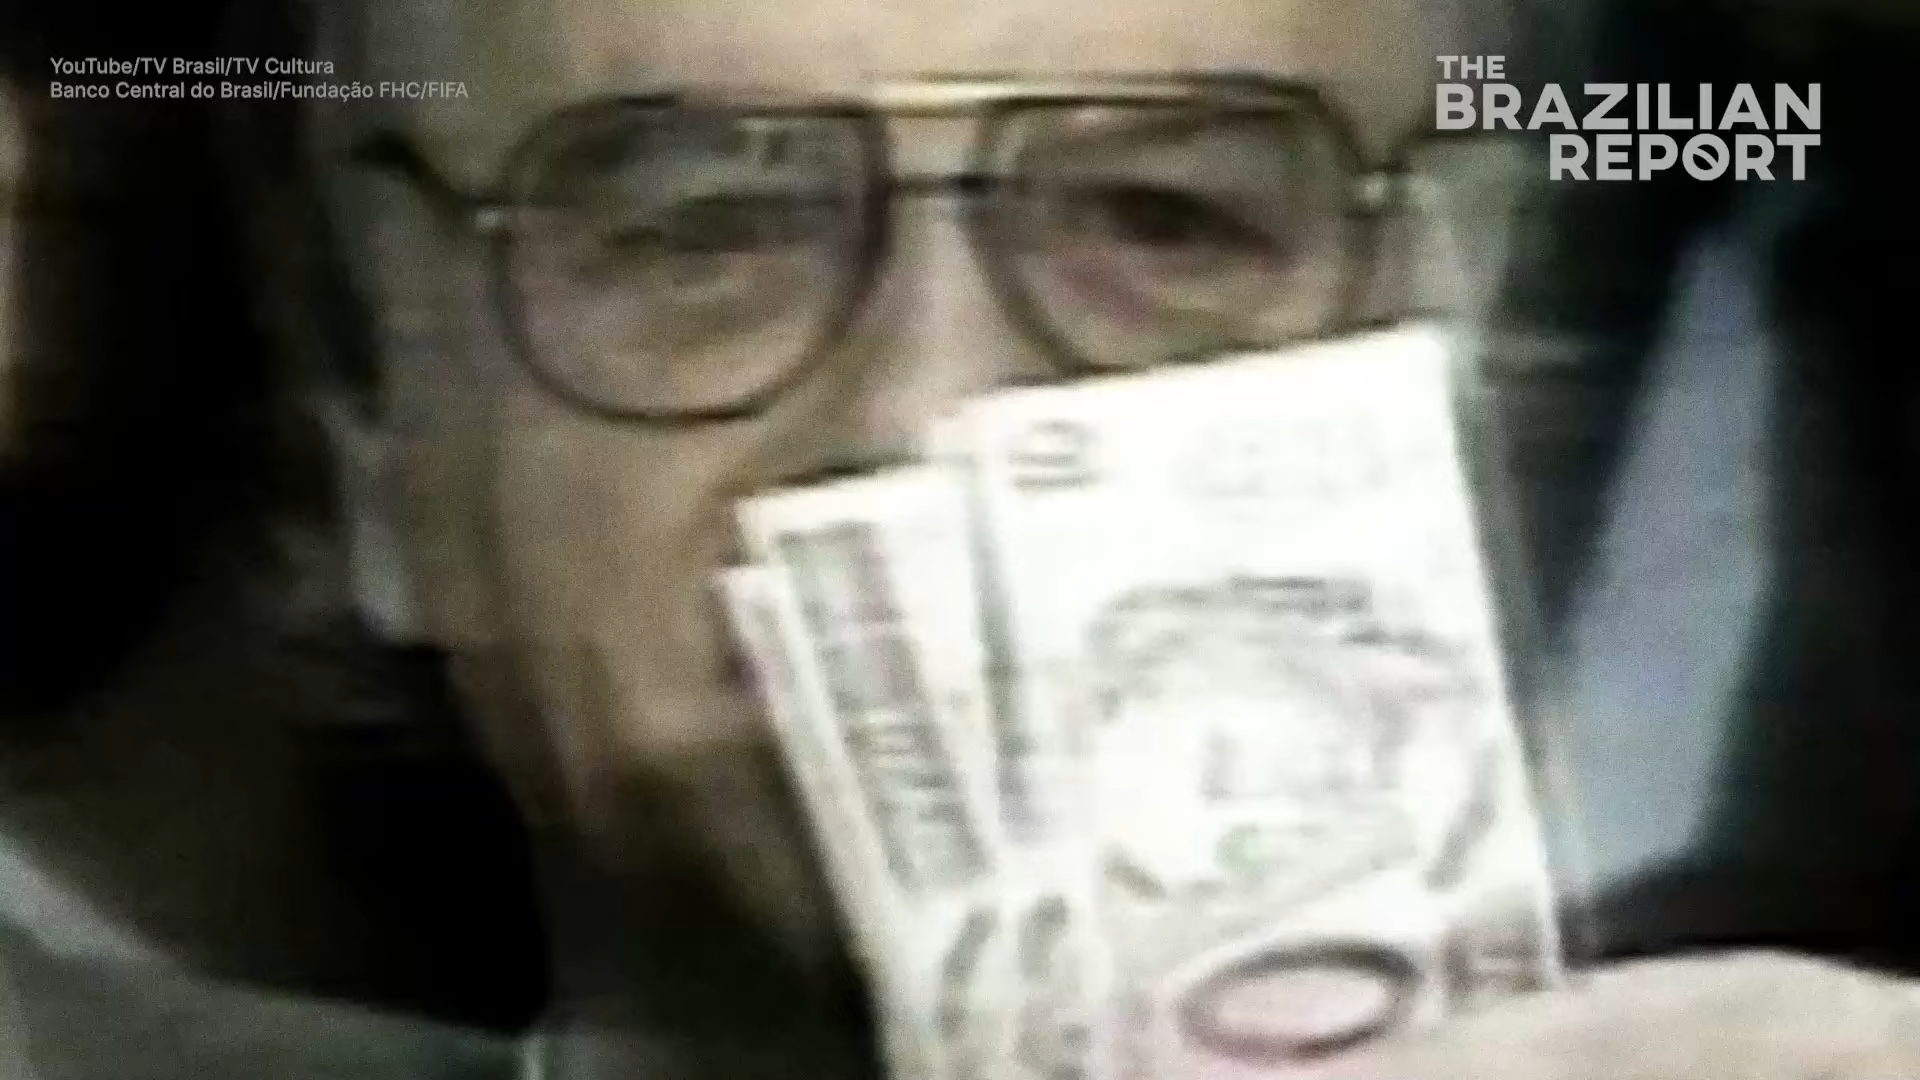 YouTube/TV Brasil/TV Cultura
Banco Central do Brasil/Fundação FHC/FIFA
THE
BRAZILIAN
REPORT